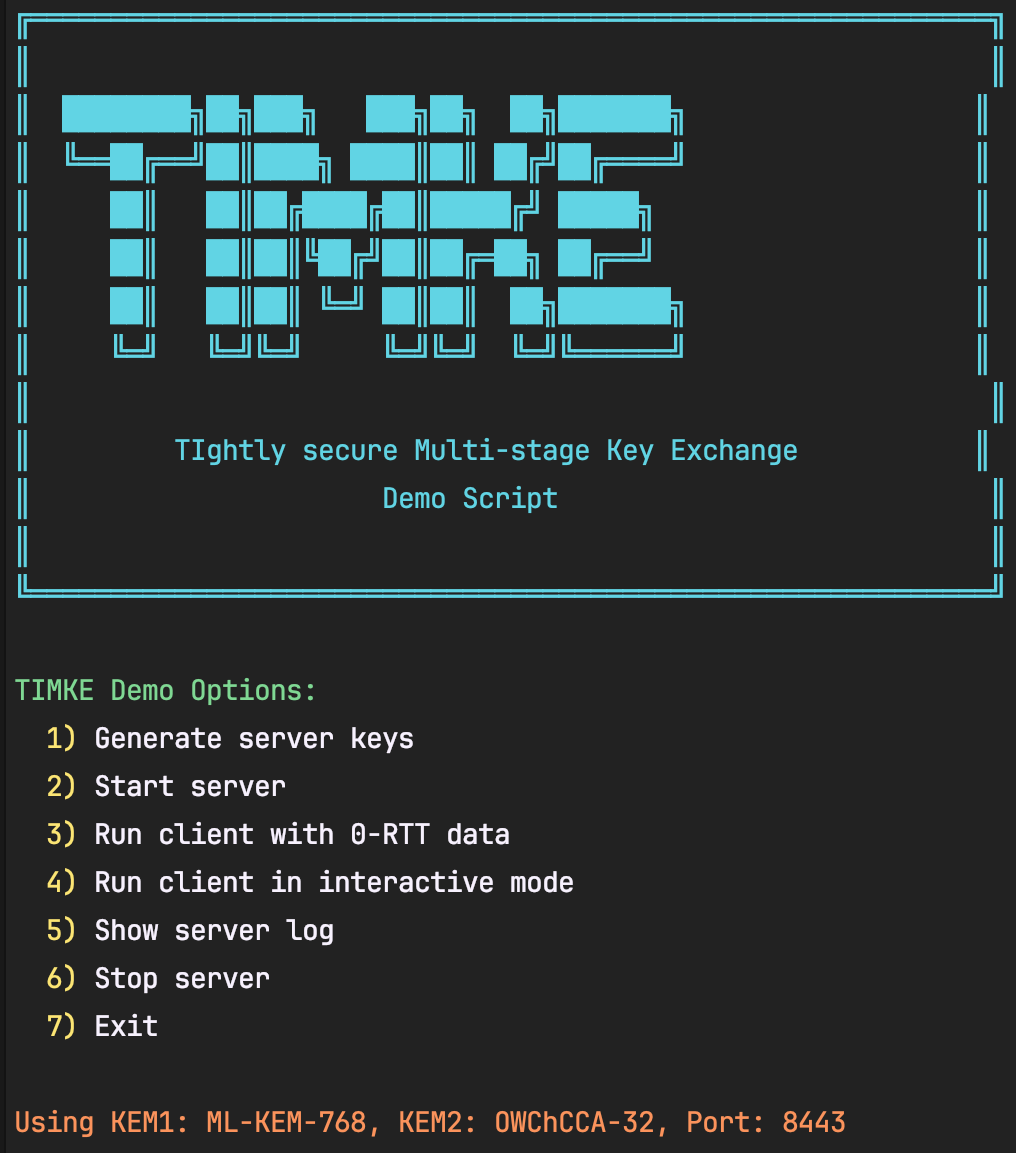 TIMKE
TIghtly secure Multi-stage Key Exchange
Demo Script
TIMKE Demo Options:
1) Generate server keys
2) Start server
3) Run client with 0-RTT data
4) Run client in interactive mode
5) Show server log
6) Stop server
7) Exit
Using KEM1: ML-KEM-768, KEM2: OWChCCA-32, Port: 8443